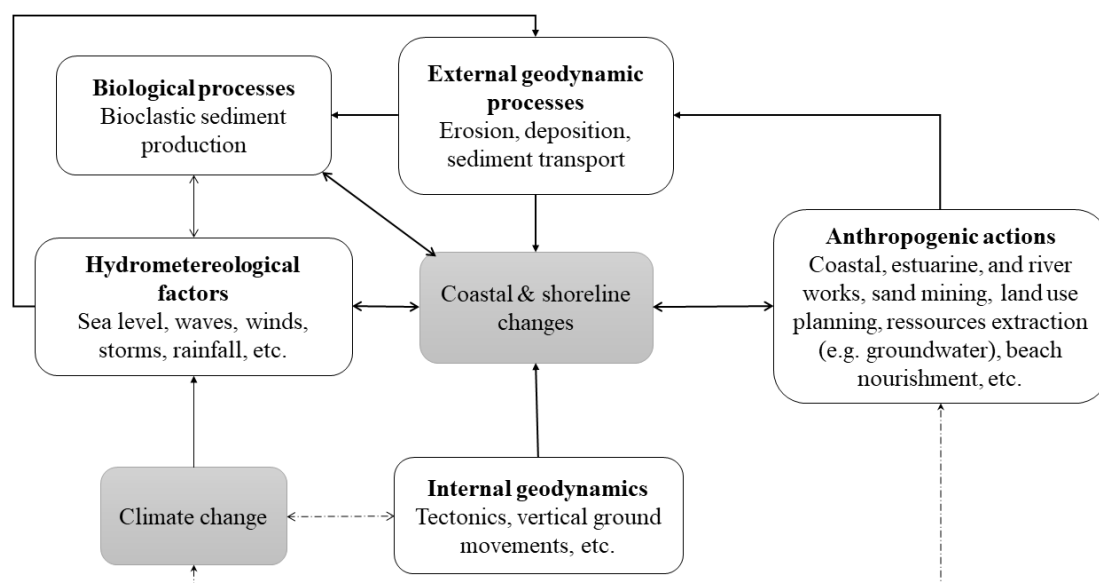 Biological processes
Bioclastic sediment
production
External geodynamic
processes
Erosion, deposition,
sediment transport
Hydrometereological
factors
Sea level, waves, winds,
storms, rainfall, etc.
Coastal & shoreline
changes
Anthropogenic actions
Coastal, estuarine, and river
works, sand mining, land use
planning, ressources extraction
(e.g. groundwater), beach
nourishment, etc.
Climate change
Internal geodynamics
Tectonics, vertical ground
movements, etc.